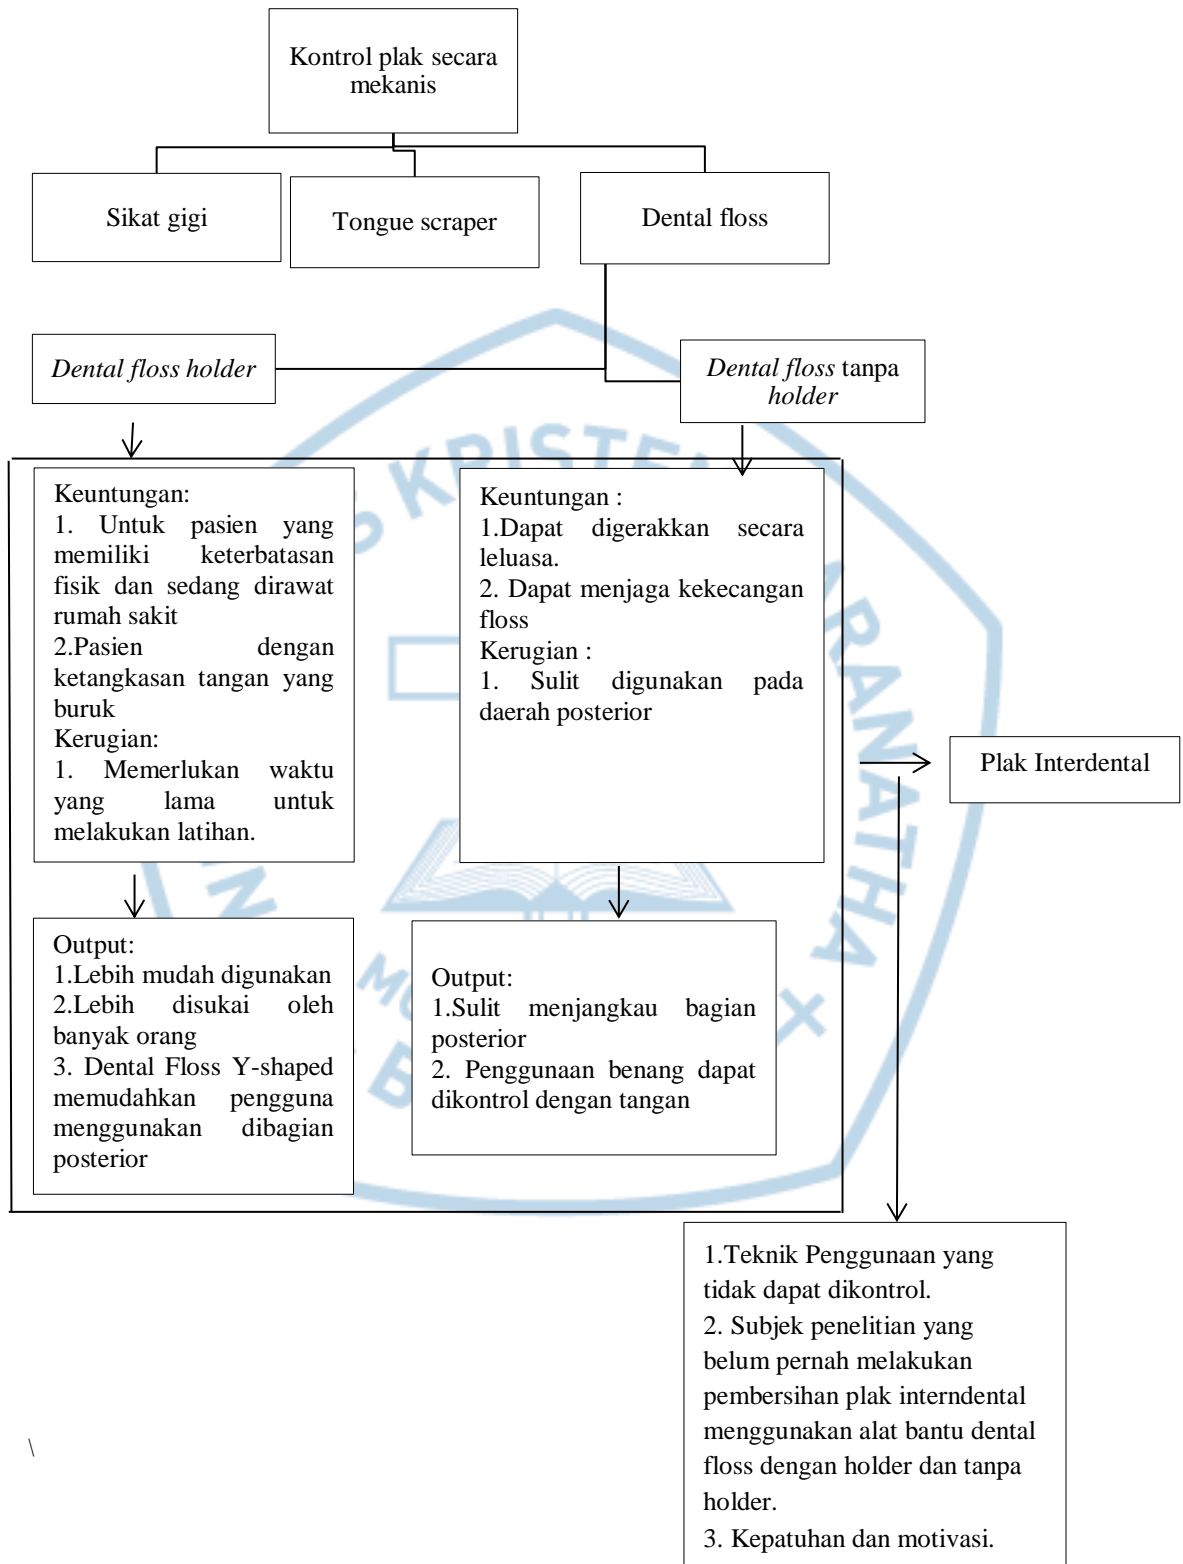 Kontrol plak secara
mekanis
Sikat gigi
Tongue scraper
Dental floss
Dental floss holder
Dental floss tanpa
holder
Keuntungan:
1. Untuk pasien yang
memiliki keterbatasan
fisik dan sedang dirawat
rumah sakit
2.Pasien dengan
ketangkasan tangan yang
buruk
Kerugian:
1. Memerlukan waktu
yang lama untuk
melakukan latihan.
Keuntungan :
1.Dapat digerakkan secara
leluasa.
2. Dapat menjaga kekecangan
floss
Kerugian :
1. Sulit digunakan pada
daerah posterior
Plak Interdental
Output:
1.Lebih mudah digunakan
2.Lebih disukai oleh
banyak orang
3. Dental Floss Y-shaped
memudahkan pengguna
menggunakan dibagian
posterior
Output:
1.Sulit menjangkau bagian
posterior
2. Penggunaan benang dapat
dikontrol dengan tangan
1.Teknik Penggunaan yang
tidak dapat dikontrol.
2. Subjek penelitian yang
belum pernah melakukan
pembersihan plak interndental
menggunakan alat bantu dental
floss dengan holder dan tanpa
holder.
3. Kepatuhan dan motivasi.
\